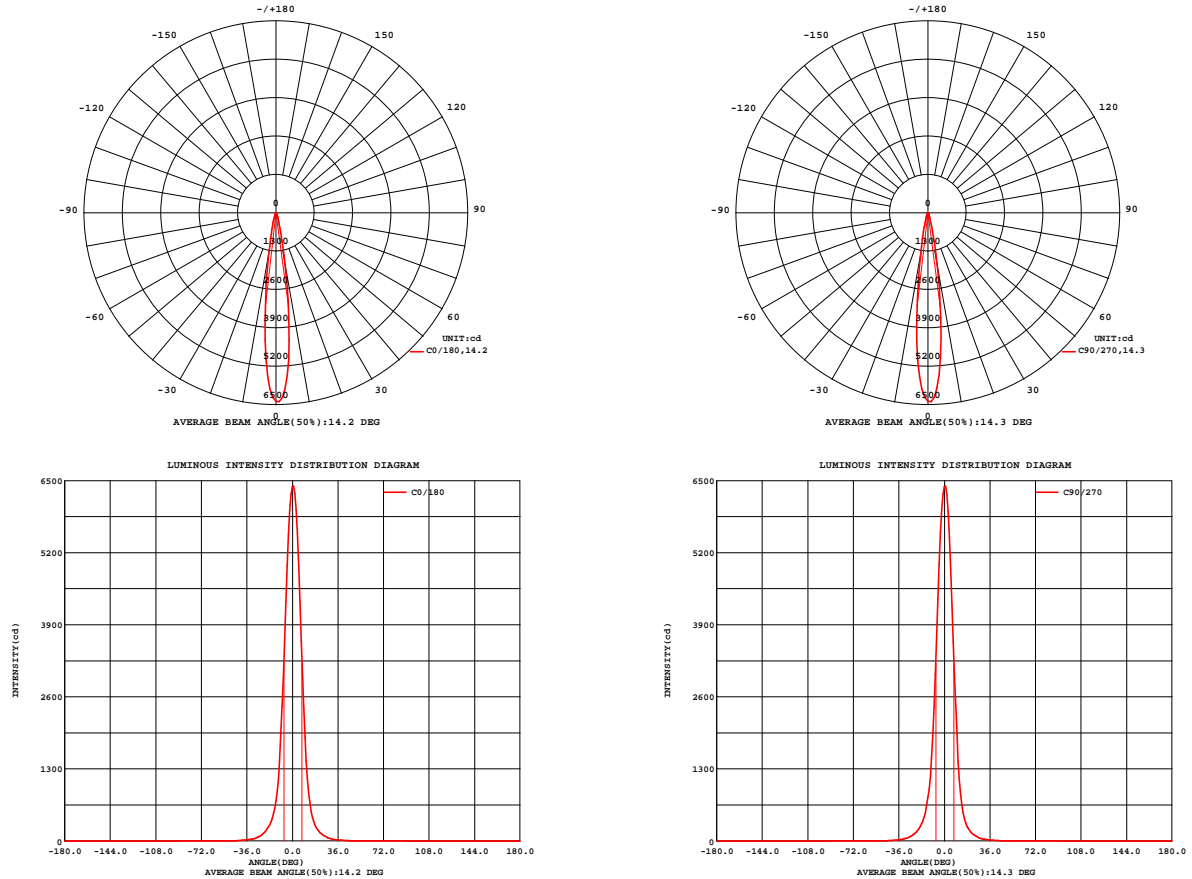 -/+180
-150 150
-120 120
-90 0 90
1300
2600
-60 3900 60
UNIT:cd
C0/180,14.2
5200
-30 30
6500
0
AVERAGE BEAM ANGLE(50%):14.2 DEG
-/+180
-150 150
-120 120
-90 0 90
1300
2600
-60 3900 60
UNIT:cd
C90/270,14.3
5200
-30 30
6500
0
AVERAGE BEAM ANGLE(50%):14.3 DEG
LUMINOUS INTENSITY DISTRIBUTION DIAGRAM
6500
C0/180
5200
3900
INTENSITY(cd)
2600
1300
0
-180.0 -144.0 -108.0 -72.0 -36.0 0.0 36.0 72.0 108.0 144.0 180.0
ANGLE(DEG)
AVERAGE BEAM ANGLE(50%):14.2 DEG
LUMINOUS INTENSITY DISTRIBUTION DIAGRAM
6500
C90/270
5200
3900
INTENSITY(cd)
2600
1300
0
-180.0 -144.0 -108.0 -72.0 -36.0 0.0 36.0 72.0 108.0 144.0 180.0
ANGLE(DEG)
AVERAGE BEAM ANGLE(50%):14.3 DEG